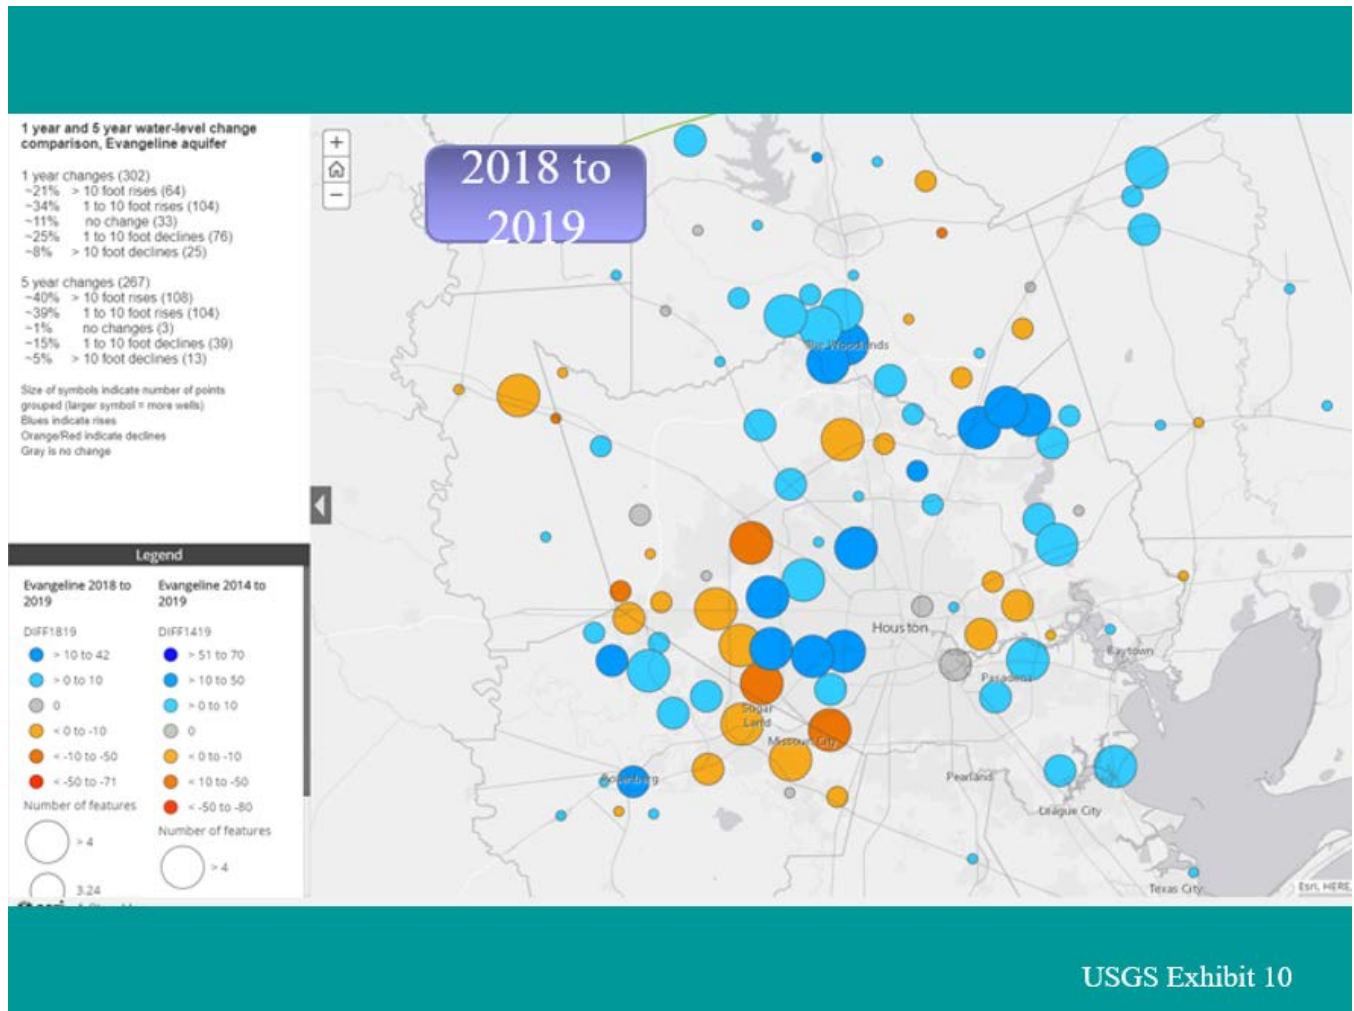 1 year and 5 year water-level change
comparison, Evangeline aquifer
1 year changes (302)
~21% > 10 foot rises (64)
~34% 1 to 10 foot rises (104)
~11% no change (33)
~25% 1 to 10 foot declines (76)
~8% > 10 foot declines (25)
5 year changes (267)
~40% > 10 foot rises (108)
~39% 1 to 10 foot rises (104)
~1% no changes (3)
~15% 1 to 10 foot declines (39)
~5% > 10 foot declines (13)
Size of symbols indicate number of points
grouped (larger symbol = more wells)
Blues indicate rises
Orange/Red indicate declines
Gray is no change
Legend
Evangeline 2018 to
2019
DIFF1819
> 10 to 42
> 0 to 10
0
< 0 to -10
< -10 to -50
< -50 to -71
Number of features
> 4
3.24
Evangeline 2014 to
2019
DIFF1419
> 51 to 70
> 10 to 50
> 0 to 10
0
< 0 to -10
< 10 to -50
< -50 to -80
Number of features
> 4
+
−
2018 to
2019
The Woodlands
Houston
Baytown
Pasadena
Sugar
Land
Missouri City
Rosenberg
Pearland
League City
Texas City
Esri, HERE,
USGS Exhibit 10